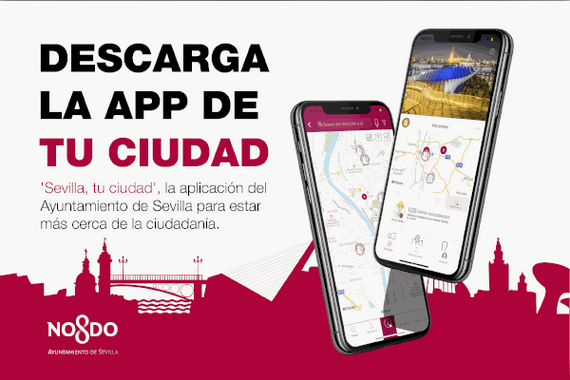 DESCARGA
LA APP DE
TU CIUDAD
'Sevilla, tu ciudad', la aplicación del
Ayuntamiento de Sevilla para estar
más cerca de la ciudadanía.
NO8DO
AYUNTAMIENTO DE SEVILLA